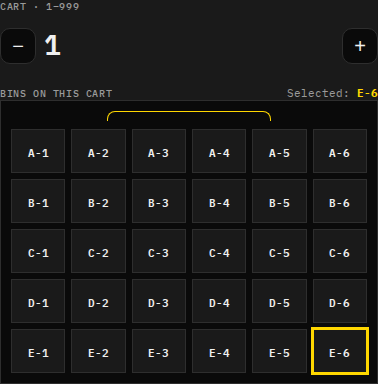 CART · 1–999
− 1 +
BINS ON THIS CART Selected: E-6
A-1 A-2 A-3 A-4 A-5 A-6
B-1 B-2 B-3 B-4 B-5 B-6
C-1 C-2 C-3 C-4 C-5 C-6
D-1 D-2 D-3 D-4 D-5 D-6
E-1 E-2 E-3 E-4 E-5 E-6